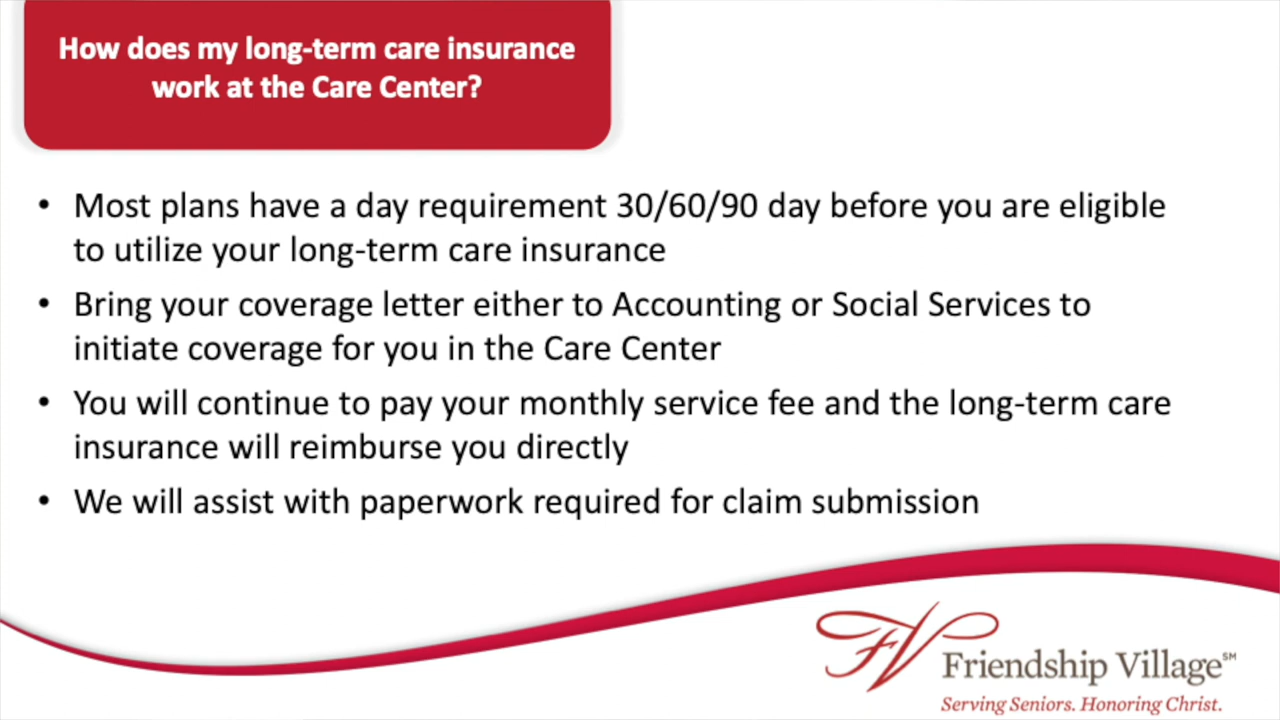 How does my long-term care insurance
work at the Care Center?
• Most plans have a day requirement 30/60/90 day before you are eligible
to utilize your long-term care insurance
• Bring your coverage letter either to Accounting or Social Services to
initiate coverage for you in the Care Center
• You will continue to pay your monthly service fee and the long-term care
insurance will reimburse you directly
• We will assist with paperwork required for claim submission
FV
Friendship Village℠
Serving Seniors. Honoring Christ.